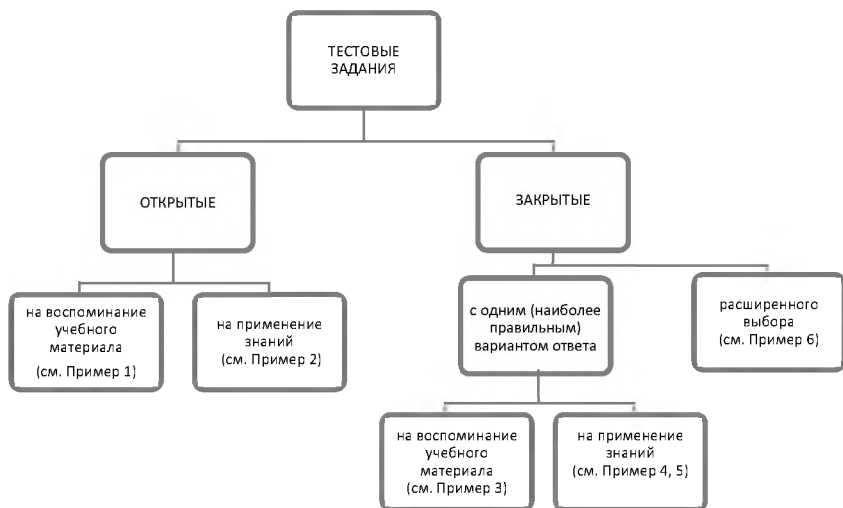 ТЕСТОВЫЕ
ЗАДАНИЯ
ОТКРЫТЫЕ
ЗАКРЫТЫЕ
на воспоминание
учебного
материала
(см. Пример 1)
на применение
знаний
(см. Пример 2)
с одним (наиболее
правильным)
вариантом ответа
расширенного
выбора
(см. Пример 6)
на воспоминание
учебного
материала
(см. Пример 3)
на применение
знаний
(см. Пример 4, 5)